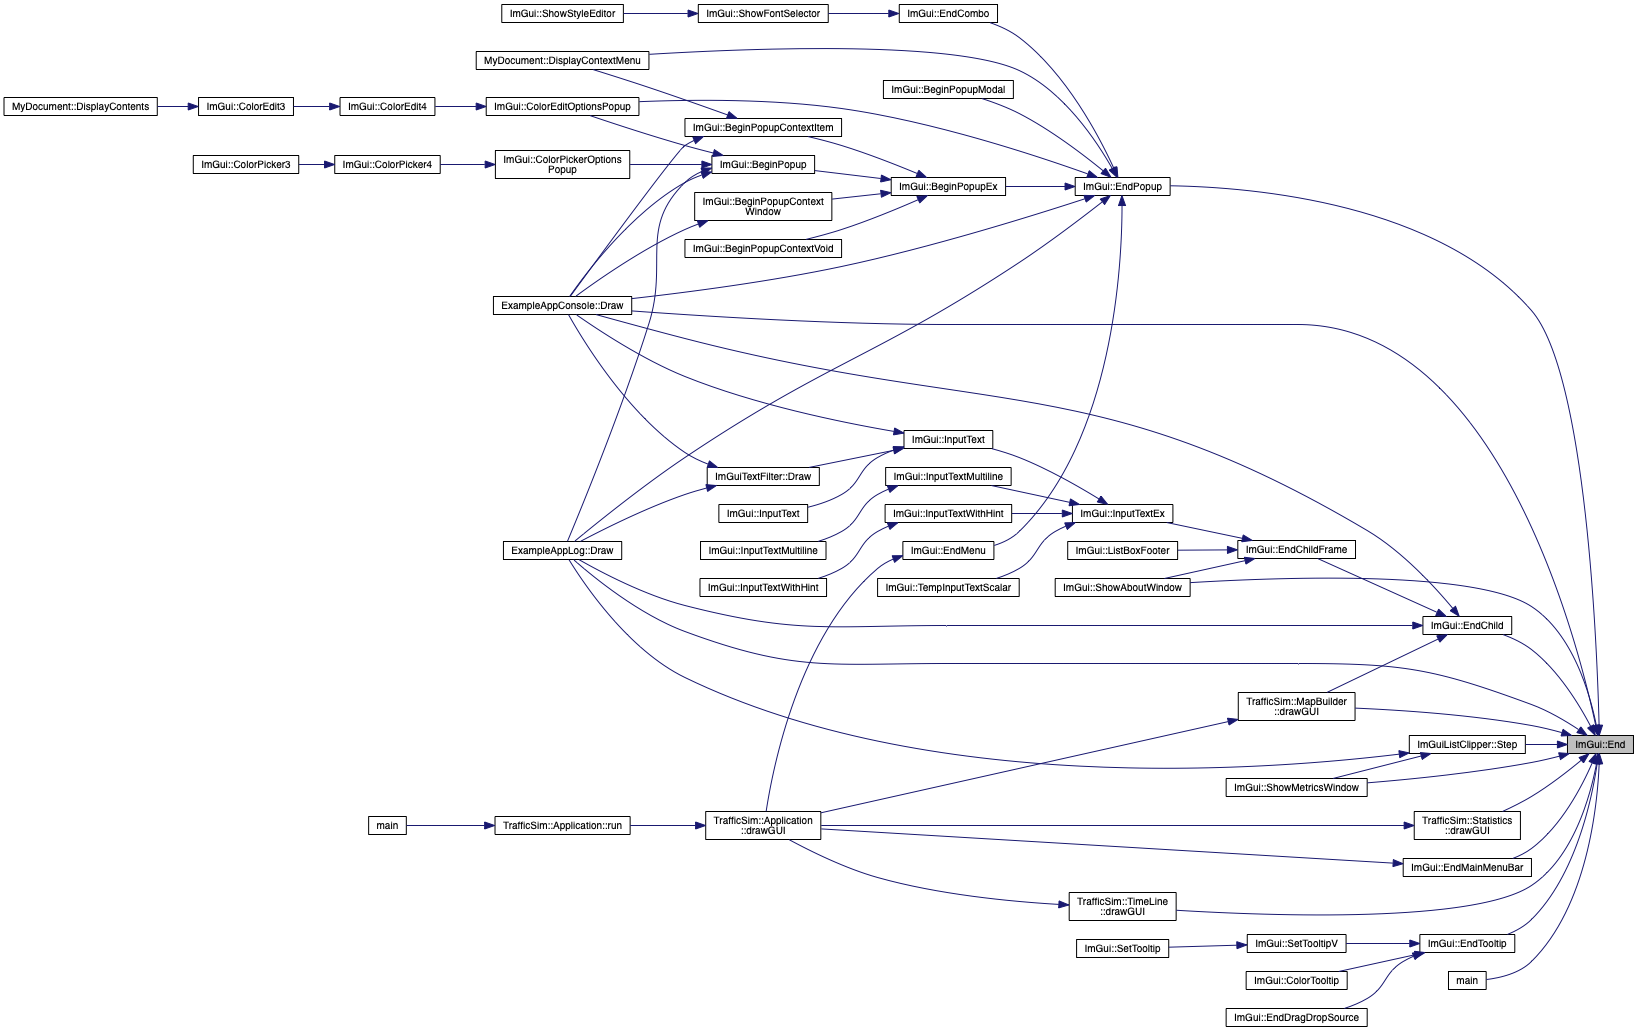 ImGui::ShowStyleEditor
ImGui::ShowFontSelector
ImGui::EndCombo
MyDocument::DisplayContextMenu
ImGui::BeginPopupModal
MyDocument::DisplayContents
ImGui::ColorEdit3
ImGui::ColorEdit4
ImGui::ColorEditOptionsPopup
ImGui::BeginPopupContextItem
ImGui::ColorPicker3
ImGui::ColorPicker4
ImGui::ColorPickerOptions
Popup
ImGui::BeginPopup
ImGui::BeginPopupEx
ImGui::EndPopup
ImGui::BeginPopupContext
Window
ImGui::BeginPopupContextVoid
ExampleAppConsole::Draw
ImGui::InputText
ImGuiTextFilter::Draw
ImGui::InputTextMultiline
ImGui::InputText
ImGui::InputTextWithHint
ImGui::InputTextEx
ExampleAppLog::Draw
ImGui::InputTextMultiline
ImGui::EndMenu
ImGui::ListBoxFooter
ImGui::EndChildFrame
ImGui::InputTextWithHint
ImGui::TempInputTextScalar
ImGui::ShowAboutWindow
ImGui::EndChild
TrafficSim::MapBuilder
::drawGUI
ImGuiListClipper::Step
ImGui::End
ImGui::ShowMetricsWindow
main
TrafficSim::Application::run
TrafficSim::Application
::drawGUI
TrafficSim::Statistics
::drawGUI
ImGui::EndMainMenuBar
TrafficSim::TimeLine
::drawGUI
ImGui::SetTooltip
ImGui::SetTooltipV
ImGui::EndTooltip
ImGui::ColorTooltip
main
ImGui::EndDragDropSource